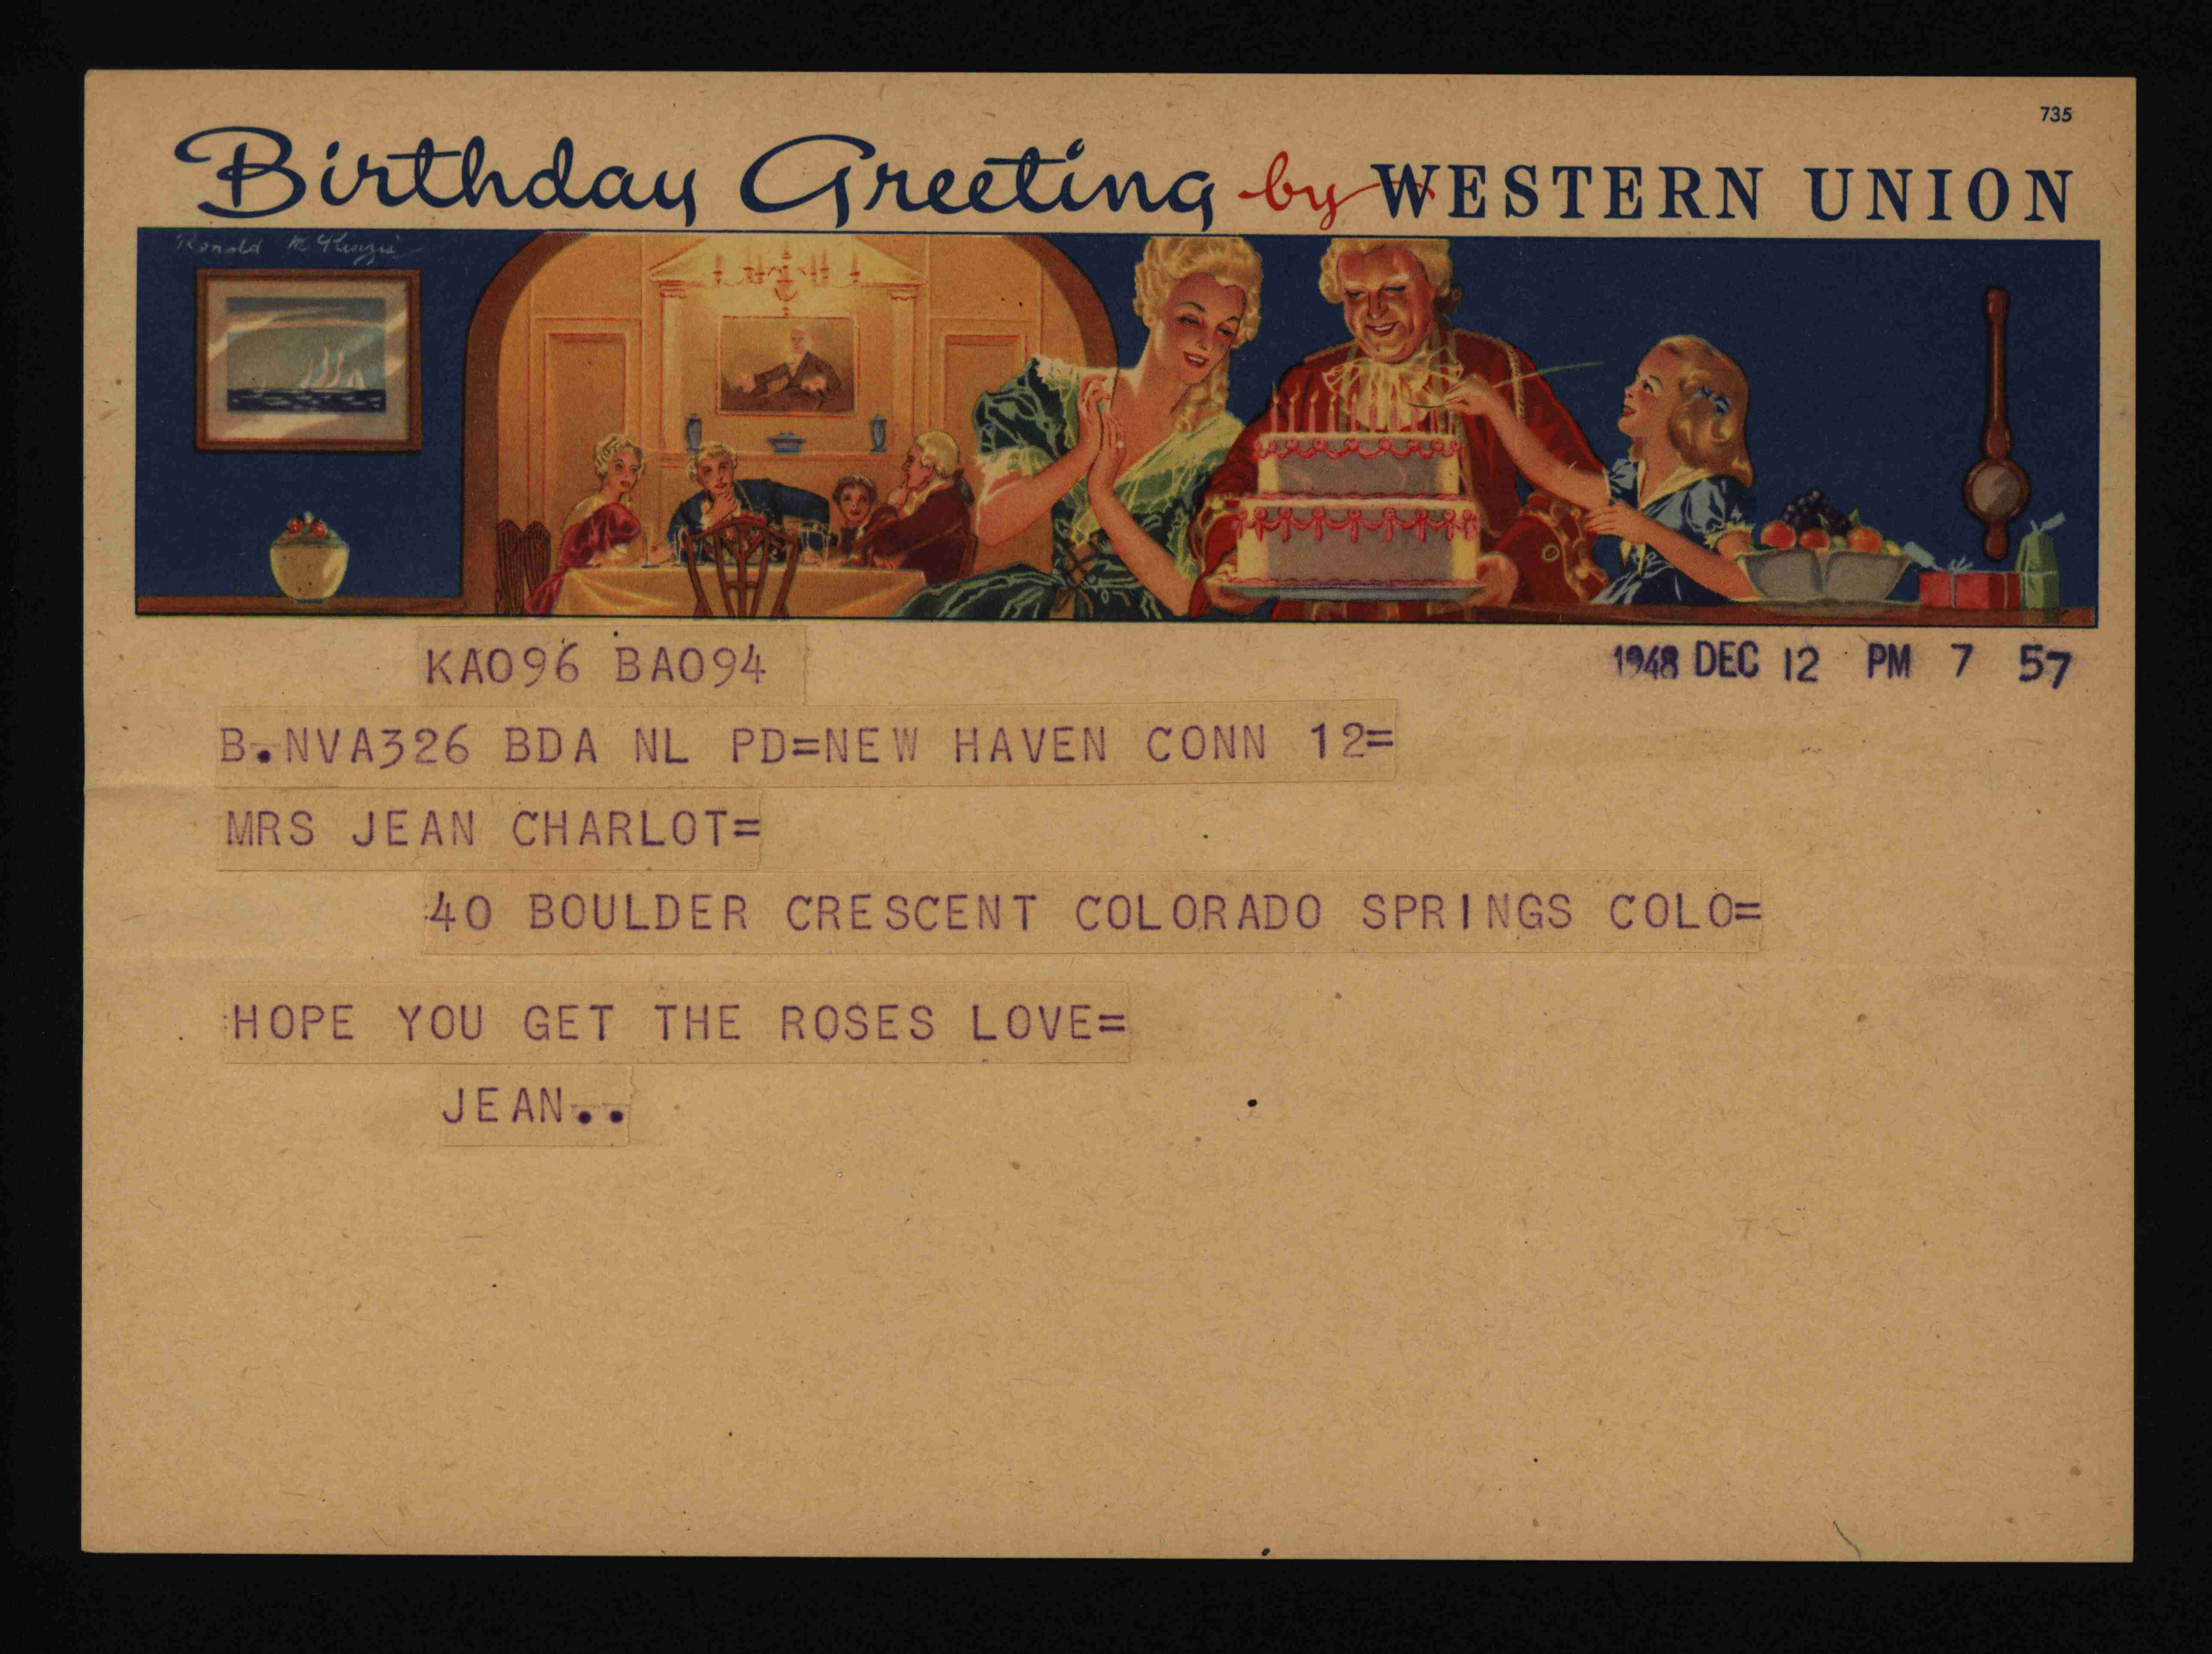 735
Birthday Greeting by WESTERN UNION
Ronald McKenzie
KA096 BA094
1948 DEC 12 PM 7 57
B.NVA326 BDA NL PD=NEW HAVEN CONN 12=
MRS JEAN CHARLOT=
40 BOULDER CRESCENT COLORADO SPRINGS COLO=
HOPE YOU GET THE ROSES LOVE=
JEAN..